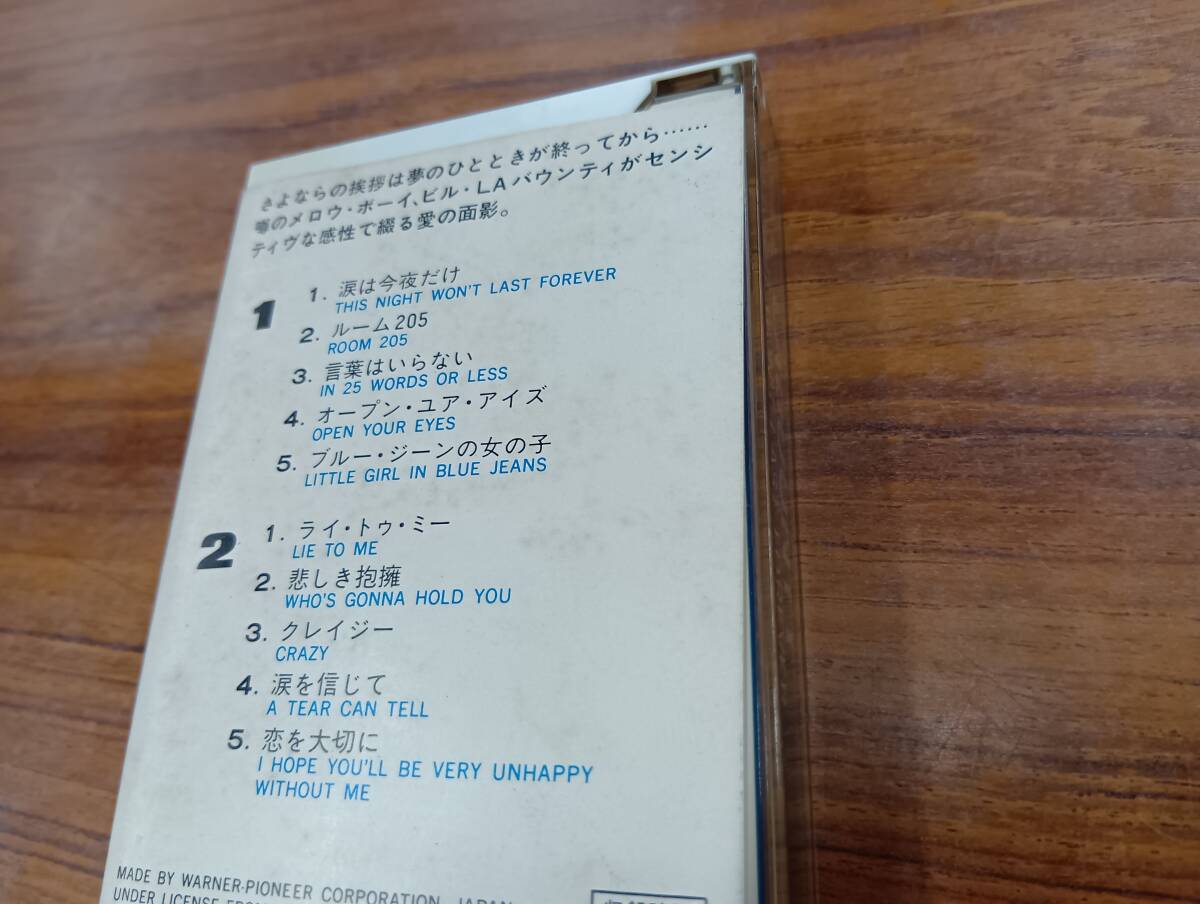 さよならの挨拶は夢のひとときが終ってから……
噂のメロウ・ボーイ、ビル・LAバウンティがセンシ
ティヴな感性で綴る愛の面影。
1
1. 涙は今夜だけ
THIS NIGHT WON'T LAST FOREVER
2. ルーム205
ROOM 205
3. 言葉はいらない
IN 25 WORDS OR LESS
4. オープン・ユア・アイズ
OPEN YOUR EYES
5. ブルー・ジーンの女の子
LITTLE GIRL IN BLUE JEANS
2
1. ライ・トゥ・ミー
LIE TO ME
2. 悲しき抱擁
WHO'S GONNA HOLD YOU
3. クレイジー
CRAZY
4. 涙を信じて
A TEAR CAN TELL
5. 恋を大切に
I HOPE YOU'LL BE VERY UNHAPPY
WITHOUT ME
MADE BY WARNER-PIONEER CORPORATION, JAPAN
UNDER LICENSE FROM